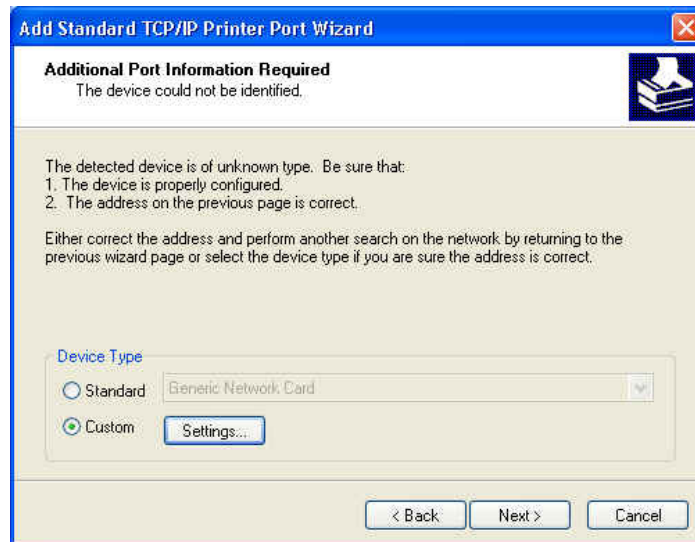 Add Standard TCP/IP Printer Port Wizard
Additional Port Information Required
The device could not be identified.
The detected device is of unknown type. Be sure that:
1. The device is properly configured.
2. The address on the previous page is correct.
Either correct the address and perform another search on the network by returning to the
previous wizard page or select the device type if you are sure the address is correct.
Device Type
Standard
Generic Network Card
Custom
Settings...
< Back
Next >
Cancel